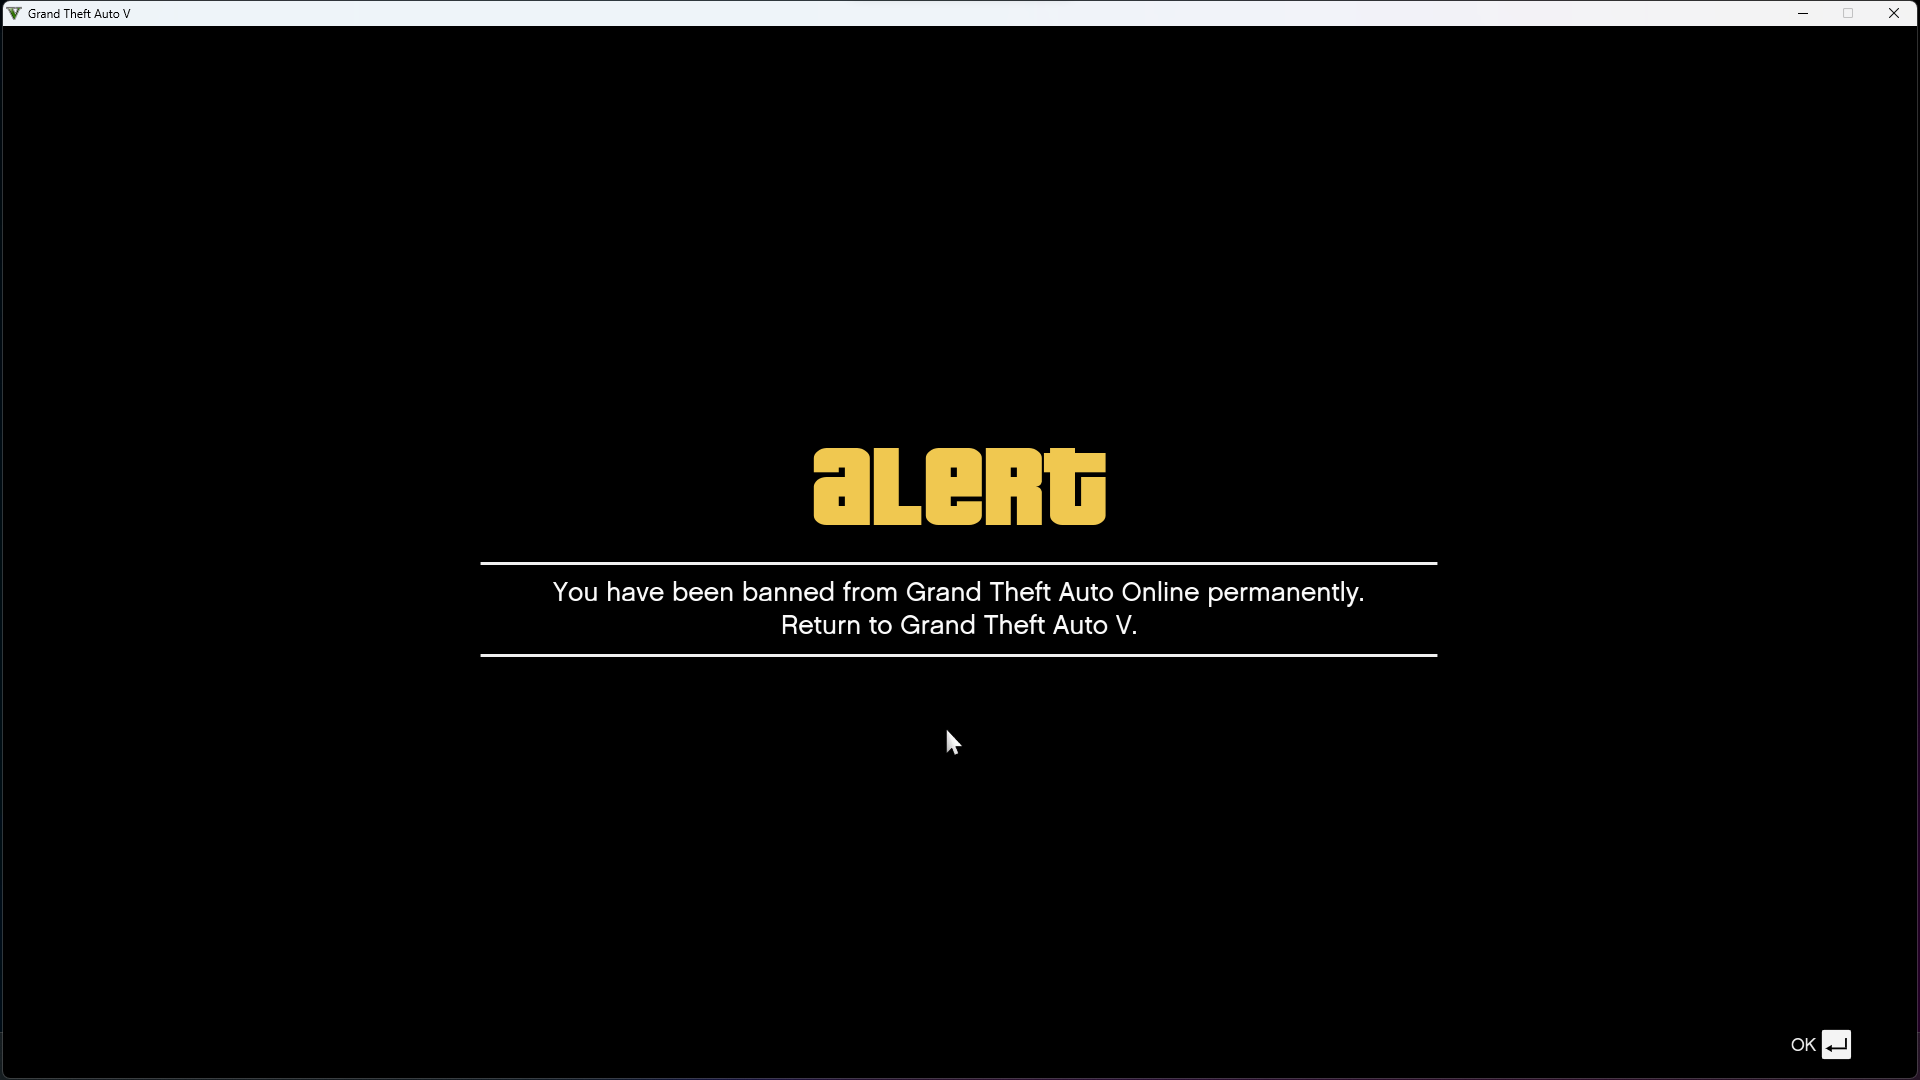 Grand Theft Auto V
alert
You have been banned from Grand Theft Auto Online permanently.
Return to Grand Theft Auto V.
OK